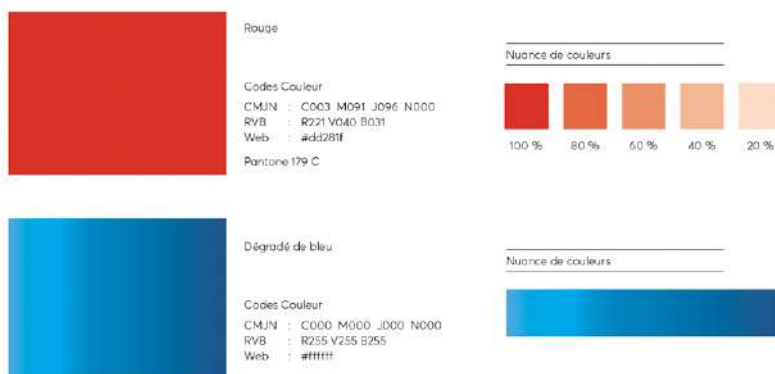 Rouge
Codes Couleur
CMJN : C003 M091 J096 N000
RVB : R221 V040 B031
Web : #dd281f
Pantone 179 C
Nuance de couleurs
100 % 80 % 60 % 40 % 20 %
Dégradé de bleu
Codes Couleur
CMJN : C000 M000 J000 N000
RVB : R255 V255 B255
Web : #ffffff
Nuance de couleurs